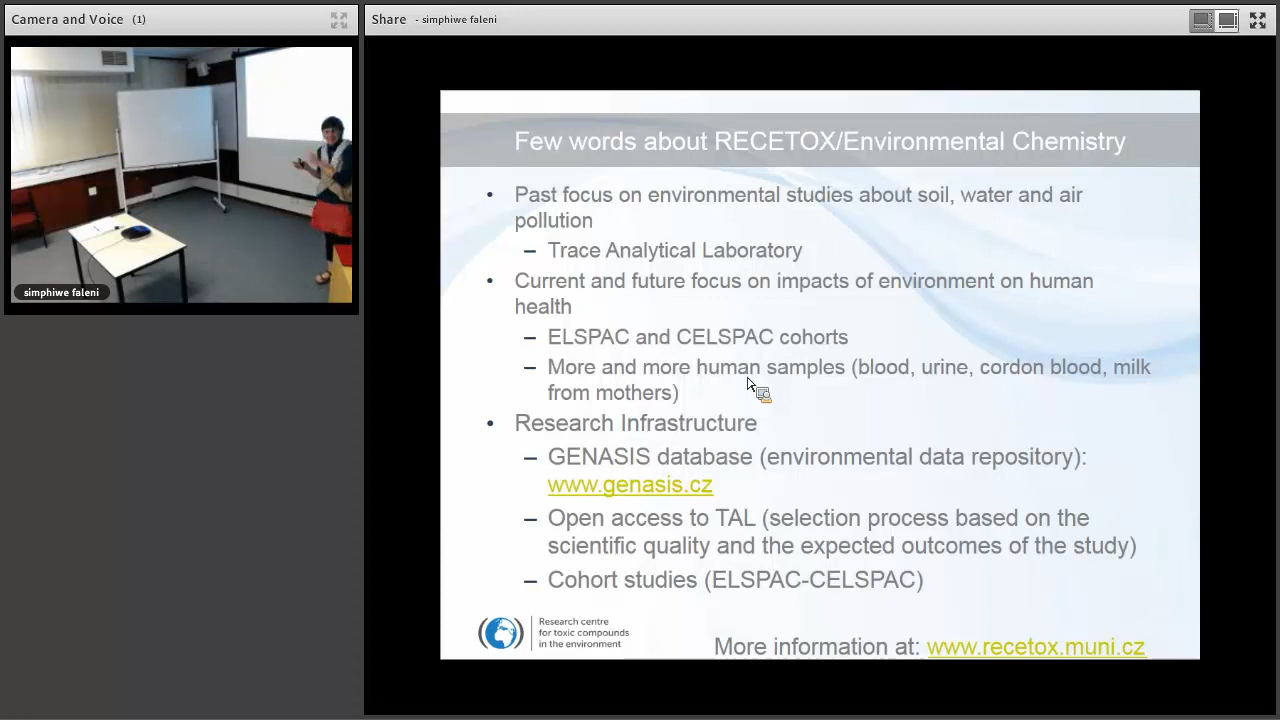 Camera and Voice (1)
Share - simphiwe faleni
simphiwe faleni
Few words about RECETOX/Environmental Chemistry
• Past focus on environmental studies about soil, water and air
pollution
– Trace Analytical Laboratory
• Current and future focus on impacts of environment on human
health
– ELSPAC and CELSPAC cohorts
– More and more human samples (blood, urine, cordon blood, milk
from mothers)
• Research Infrastructure
– GENASIS database (environmental data repository):
www.genasis.cz
– Open access to TAL (selection process based on the
scientific quality and the expected outcomes of the study)
– Cohort studies (ELSPAC-CELSPAC)
Research centre
for toxic compounds
in the environment
More information at: www.recetox.muni.cz